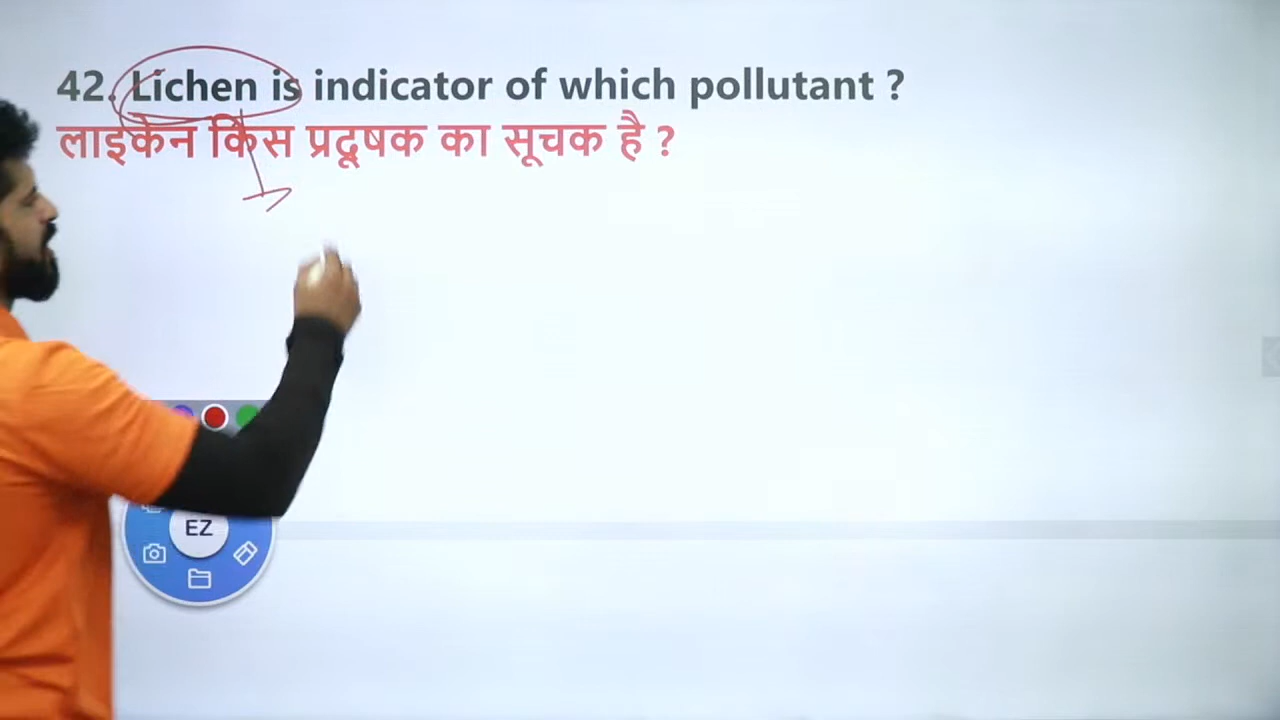 42. Lichen is indicator of which pollutant ?
लाइकेन किस प्रदूषक का सूचक है ?
EZ